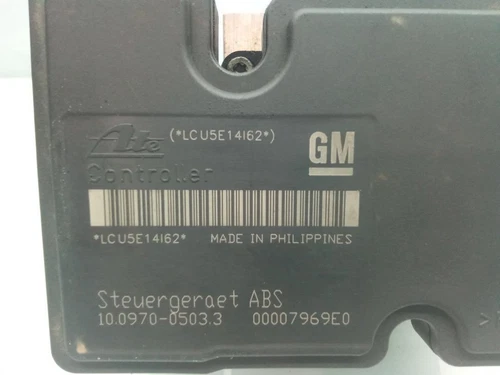 Ate (*LCU5E14162*)
GM
Controller
*LCU5E14162* MADE IN PHILIPPINES
Steuergeraet ABS
10.0970-0503.3 00007969E0